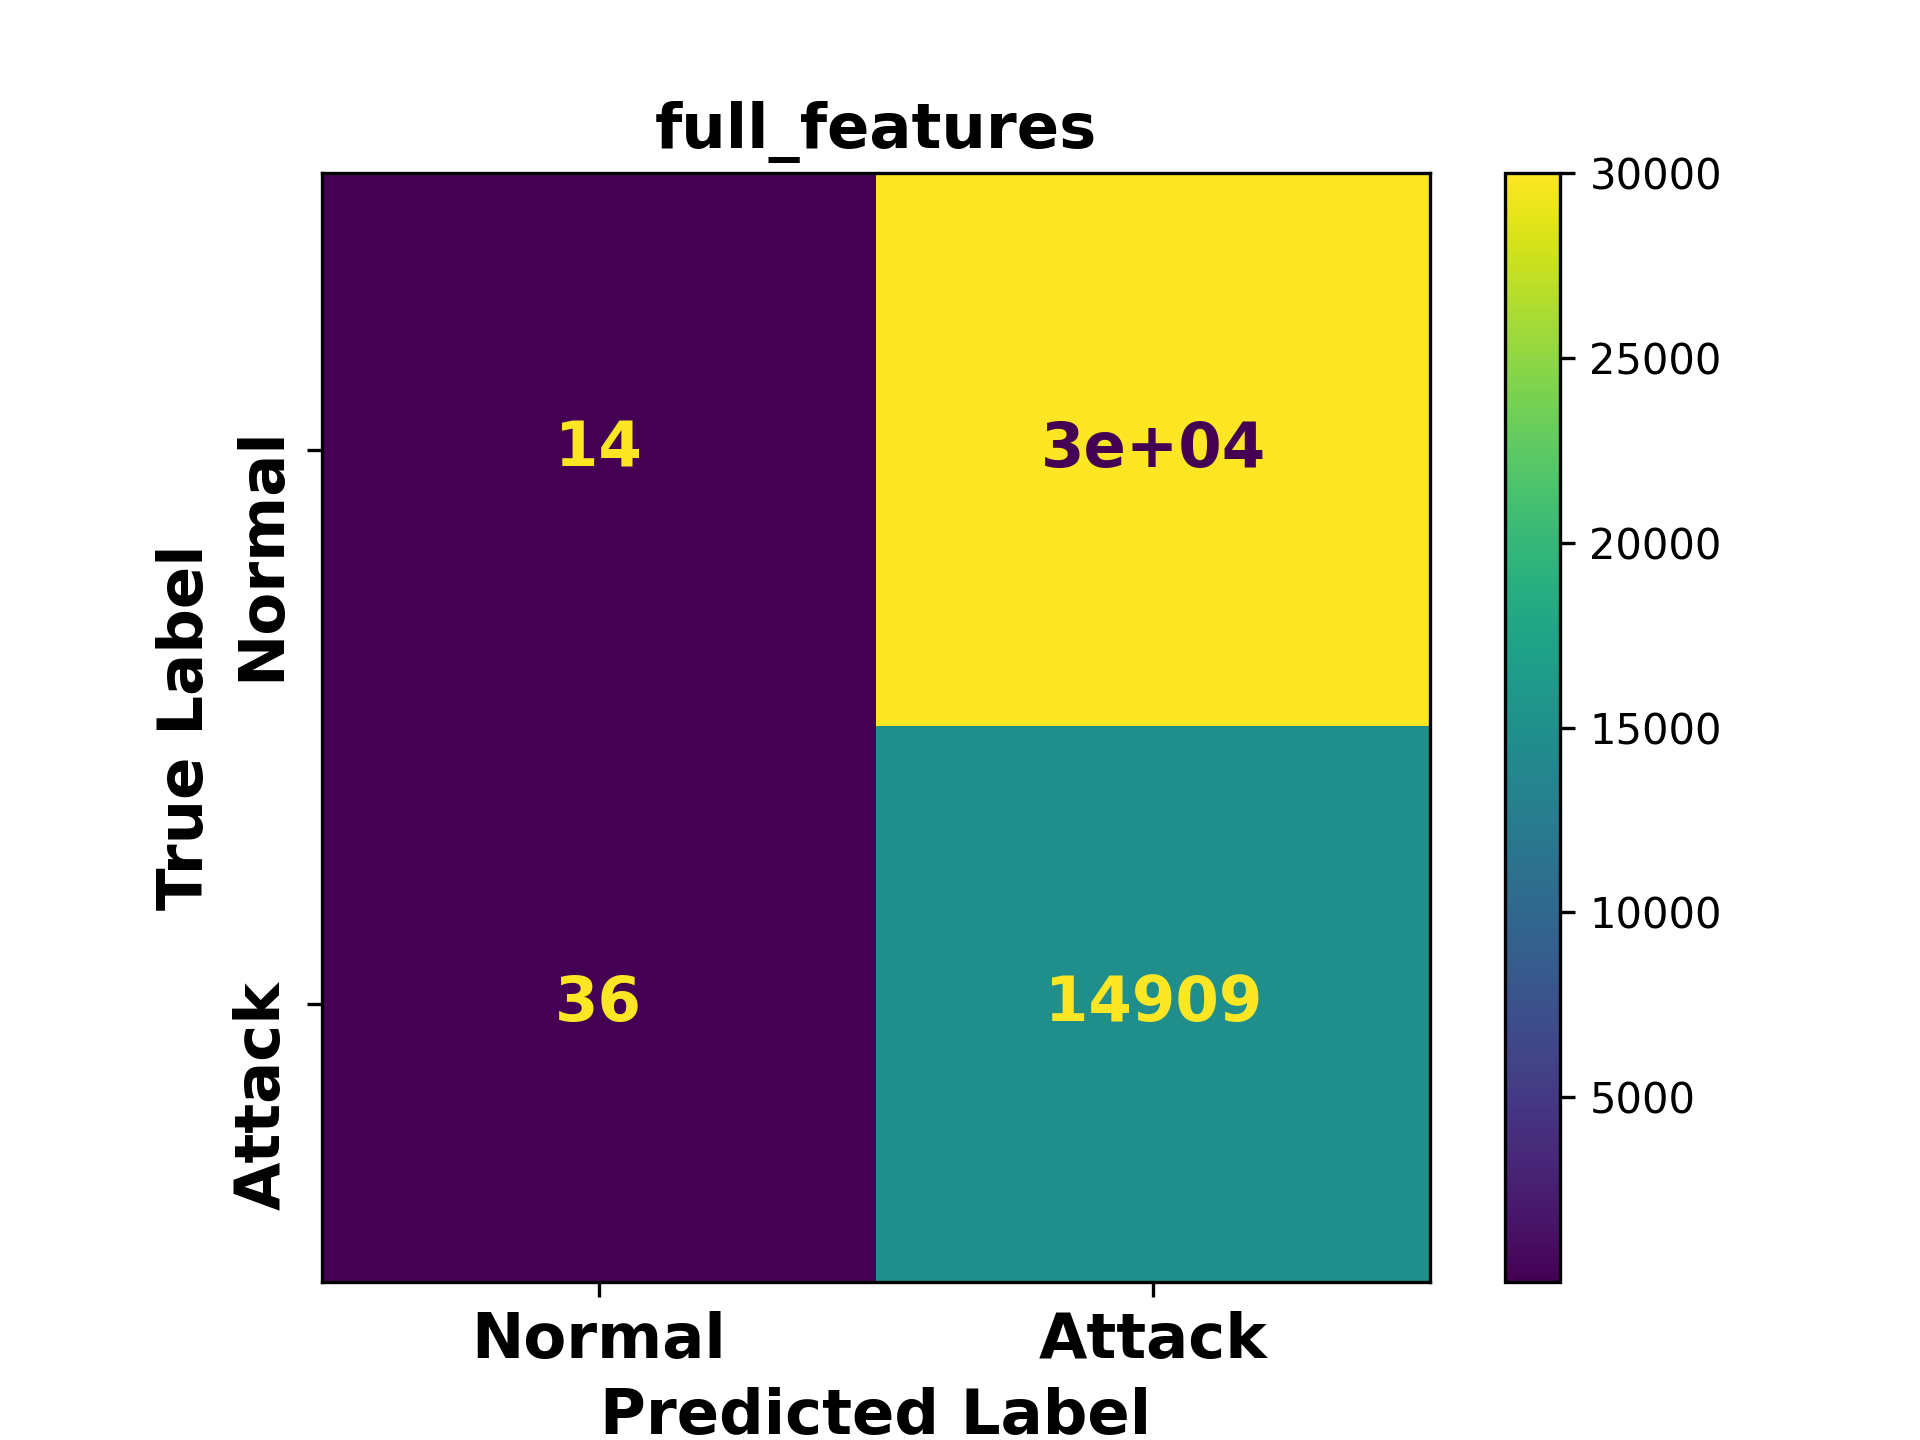 full_features
30000
25000
20000
15000
10000
5000
True Label
Normal
Attack
14
3e+04
36
14909
Normal
Attack
Predicted Label